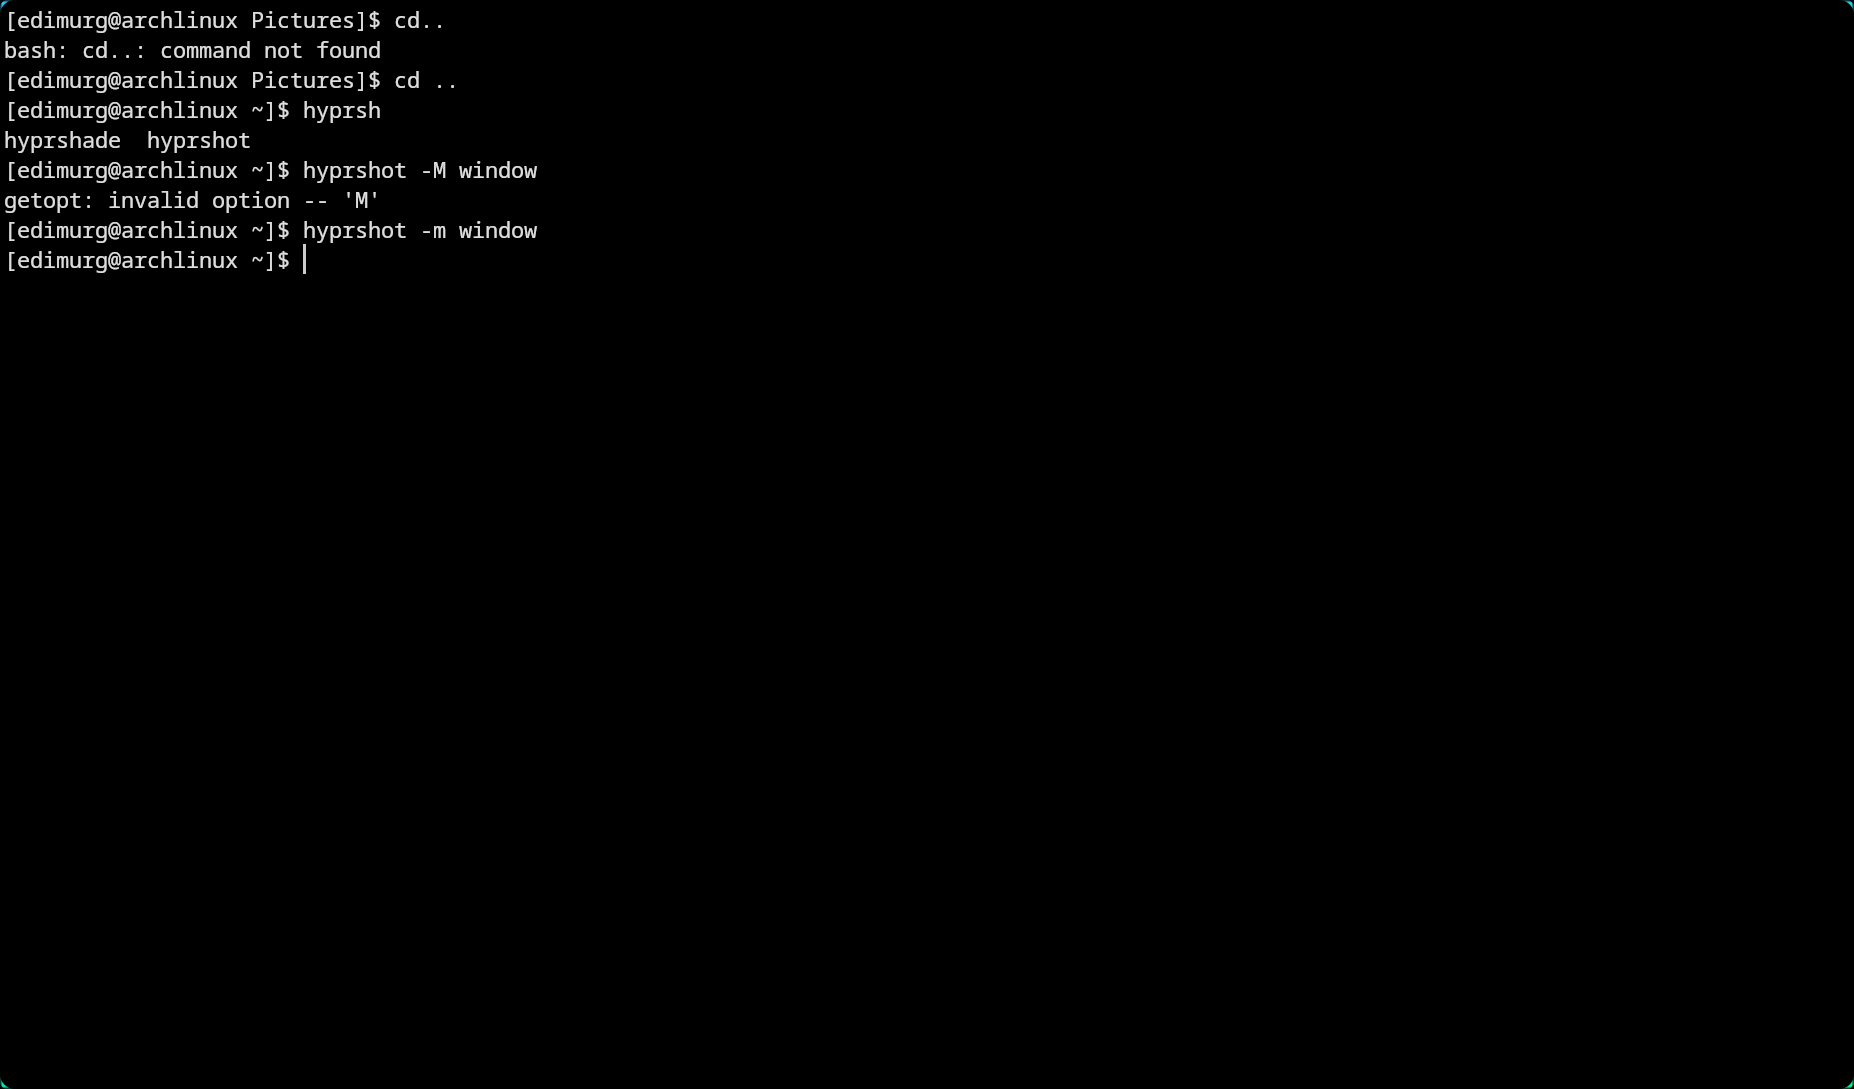 [edimurg@archlinux Pictures]$ cd..
bash: cd..: command not found
[edimurg@archlinux Pictures]$ cd ..
[edimurg@archlinux ~]$ hyprsh
hyprshade  hyprshot
[edimurg@archlinux ~]$ hyprshot -M window
getopt: invalid option -- 'M'
[edimurg@archlinux ~]$ hyprshot -m window
[edimurg@archlinux ~]$